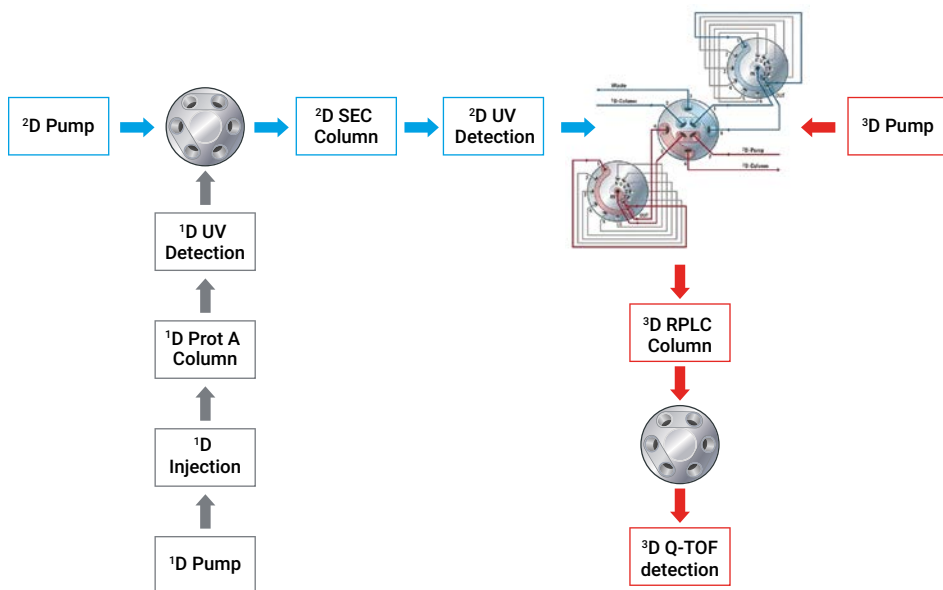 ²D Pump
²D SEC
Column
²D UV
Detection
³D Pump
Waste
¹D UV
Detection
¹D Prot A
Column
¹D
Injection
¹D Pump
³D RPLC
Column
³D Q-TOF
detection